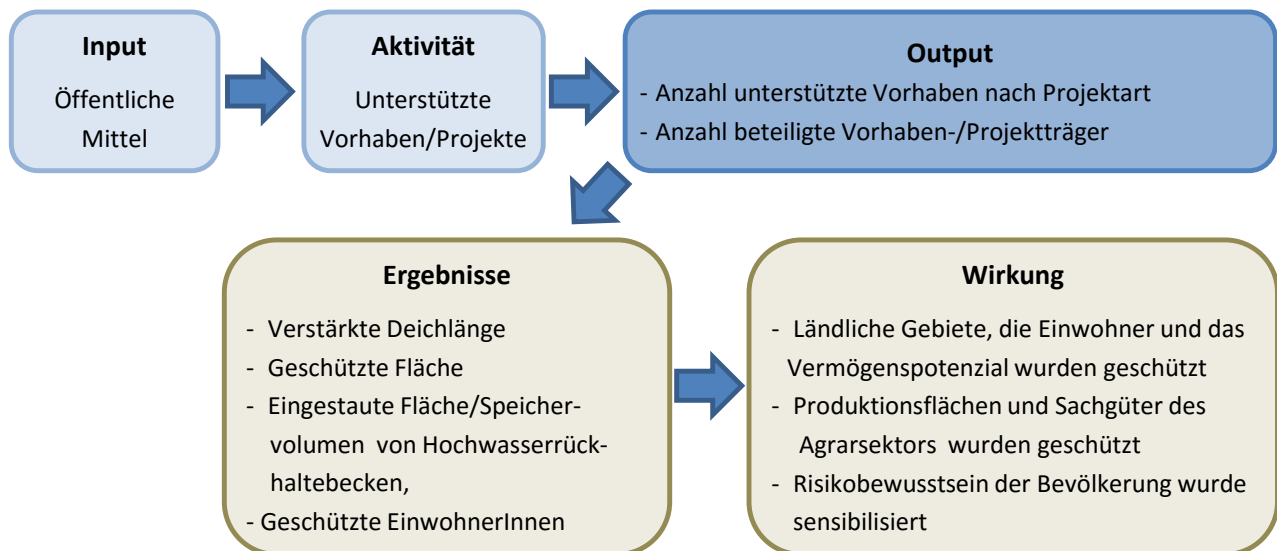 Input
Öffentliche
Mittel
Aktivität
Unterstützte
Vorhaben/Projekte
Output
- Anzahl unterstützte Vorhaben nach Projektart
- Anzahl beteiligte Vorhaben-/Projektträger
Ergebnisse
- Verstärkte Deichlänge
- Geschützte Fläche
- Eingestaute Fläche/Speicher-
volumen von Hochwasserrück-
haltebecken,
- Geschützte EinwohnerInnen
Wirkung
- Ländliche Gebiete, die Einwohner und das
Vermögenspotenzial wurden geschützt
- Produktionsflächen und Sachgüter des
Agrarsektors wurden geschützt
- Risikobewusstsein der Bevölkerung wurde
sensibilisiert